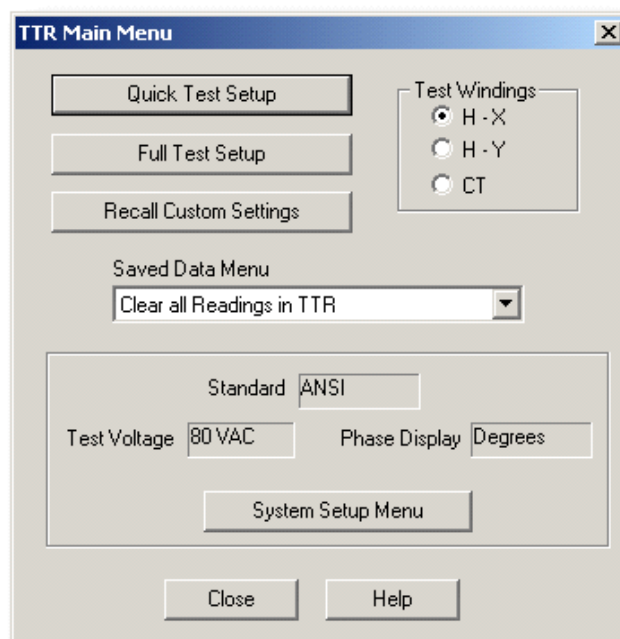 TTR Main Menu
Quick Test Setup
Full Test Setup
Recall Custom Settings
Test Windings
H - X
H - Y
CT
Saved Data Menu
Clear all Readings in TTR
Standard ANSI
Test Voltage 80 VAC Phase Display Degrees
System Setup Menu
Close Help